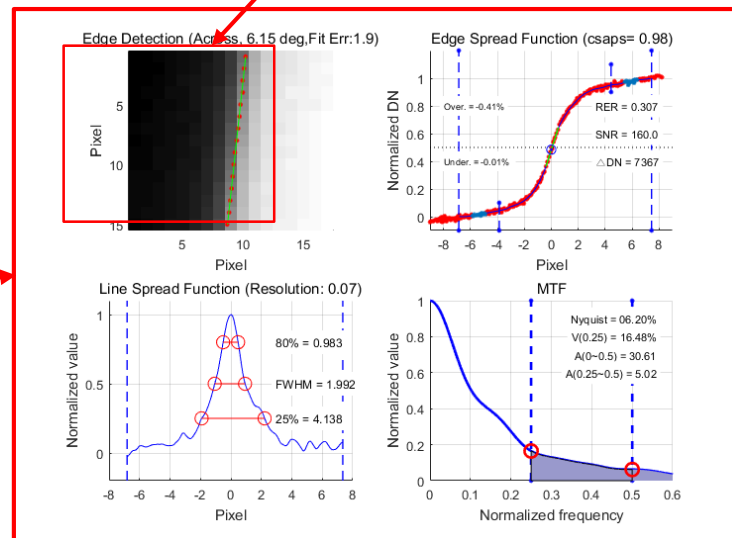 Edge Detection (Across, 6.15 deg,Fit Err:1.9)
5
10
15
Pixel
5 10 15
Pixel
Edge Spread Function (csaps= 0.98)
Normalized DN
1
0.8
0.6
0.4
0.2
0
Over. = -0.41%
Under. = -0.01%
RER = 0.307
SNR = 160.0
△DN = 7367
-8 -6 -4 -2 0 2 4 6 8
Pixel
Line Spread Function (Resolution: 0.07)
Normalized value
1
0.5
0
80% = 0.983
FWHM = 1.992
25% = 4.138
-8 -6 -4 -2 0 2 4 6 8
Pixel
MTF
Normalized value
1
0.8
0.6
0.4
0.2
0
Nyquist = 06.20%
V(0.25) = 16.48%
A(0~0.5) = 30.61
A(0.25~0.5) = 5.02
0 0.1 0.2 0.3 0.4 0.5 0.6
Normalized frequency